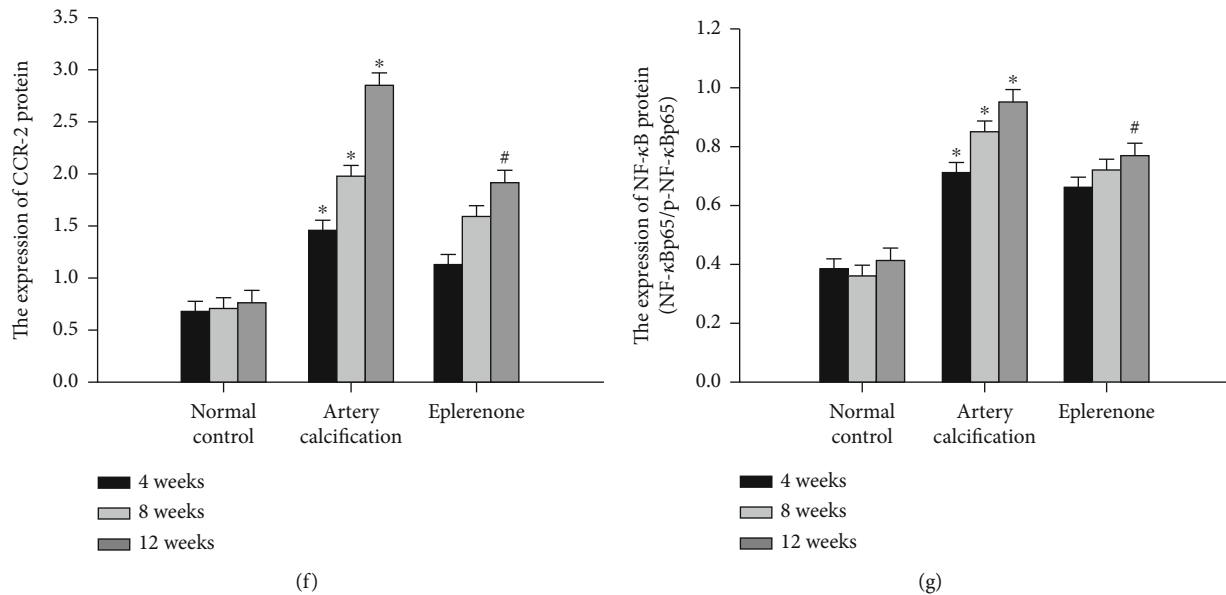 The expression of CCR-2 protein
3.5
3.0
2.5
2.0
1.5
1.0
0.5
0.0
*
*
*
#
Normal
control
Artery
calcification
Eplerenone
4 weeks
8 weeks
12 weeks
(f)
The expression of NF-κB protein
(NF-κBp65/p-NF-κBp65)
1.2
1.0
0.8
0.6
0.4
0.2
0.0
*
*
*
#
Normal
control
Artery
calcification
Eplerenone
4 weeks
8 weeks
12 weeks
(g)